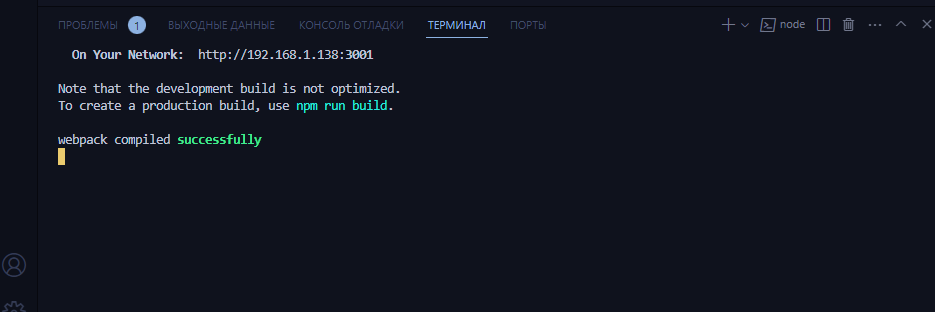 ПРОБЛЕМЫ 1 ВЫХОДНЫЕ ДАННЫЕ КОНСОЛЬ ОТЛАДКИ ТЕРМИНАЛ ПОРТЫ node
On Your Network: http://192.168.1.138:3001
Note that the development build is not optimized.
To create a production build, use npm run build.
webpack compiled successfully